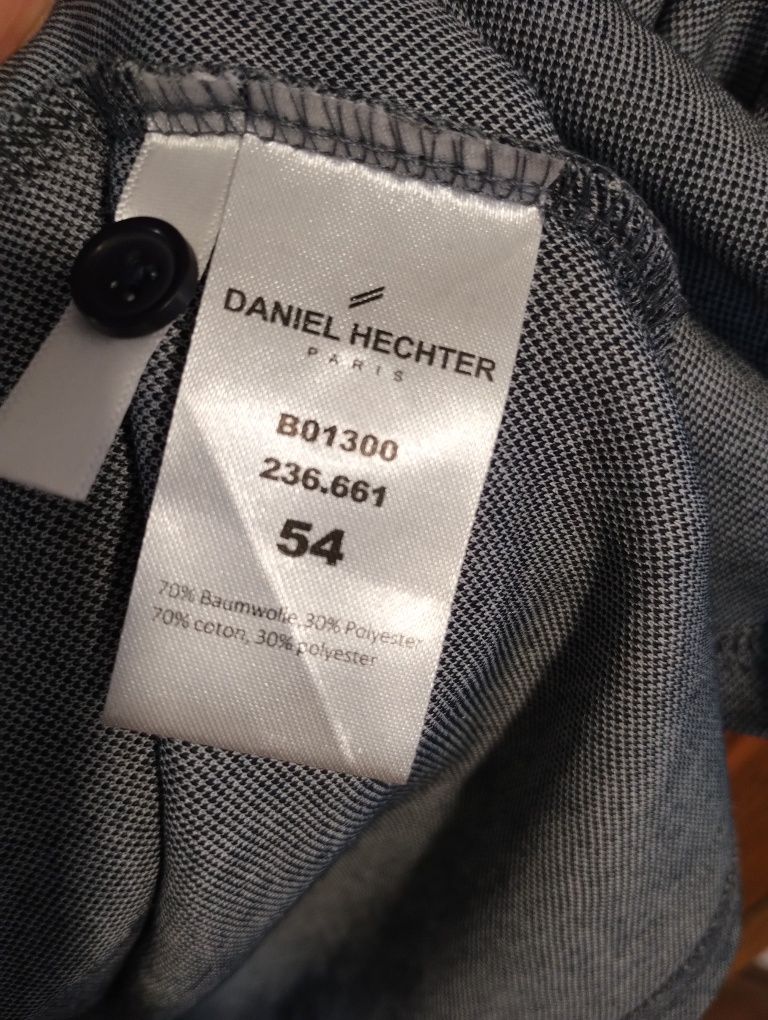 DANIEL HECHTER
PARIS
B01300
236.661
54
70% Baumwolle, 30% Polyester
70% coton, 30% polyester